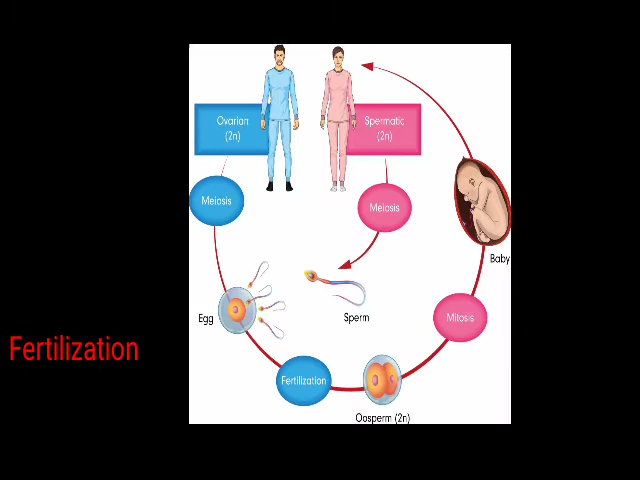 Ovarian
(2n)
Spermatic
(2n)
Meiosis
Meiosis
Baby
Egg
Sperm
Mitosis
Fertilization
Fertilization
Oosperm (2n)